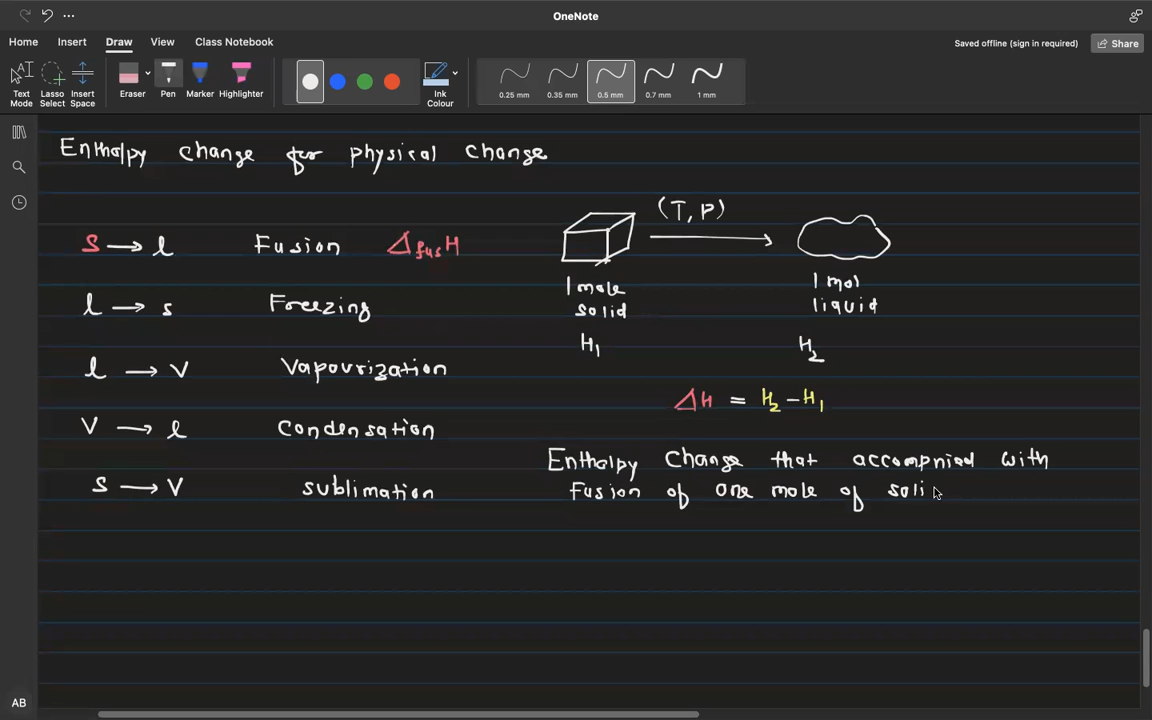 OneNote
Home Insert Draw View Class Notebook
Saved offline (sign in required) Share
Text Mode Lasso Select Insert Space Eraser Pen Marker Highlighter Ink Colour 0.25 mm 0.35 mm 0.5 mm 0.7 mm 1 mm
Enthalpy change for physical change
S → l Fusion Δfus H
l → s Freezing
l → V Vapourization
V → l Condensation
S → V sublimation
(T, P)
1 mole solid
1 mol liquid
H₁ H₂
ΔH = H₂ - H₁
Enthalpy Change that accompnied with
Fusion of one mole of soli
AB